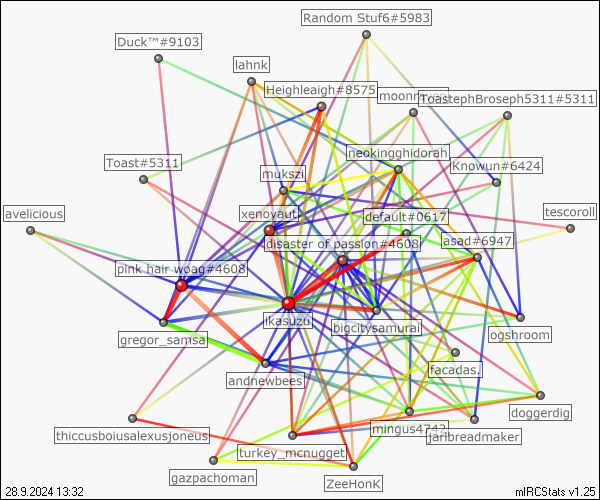 Random Stuf6#5983
Duck™#9103
lahnk
Heighleaigh#8575
ToastephBroseph5311#5311
neokingghidorah
Toast#5311
Knowun#6424
mukszi
avelicious
xenoyaut
default#0617
tescoroll
disaster of passion#4608
asad#6947
pink hair woag#4608
ikasuzu
bigcitysamurai
gregor_samsa
ogshroom
facadas.
andnewbees
doggerdig
thiccusboiusalexusjoneus
mingus4742
jarlbreadmaker
turkey_mcnugget
gazpachoman
ZeeHonK
28.9.2024 13:32
mIRCStats v1.25